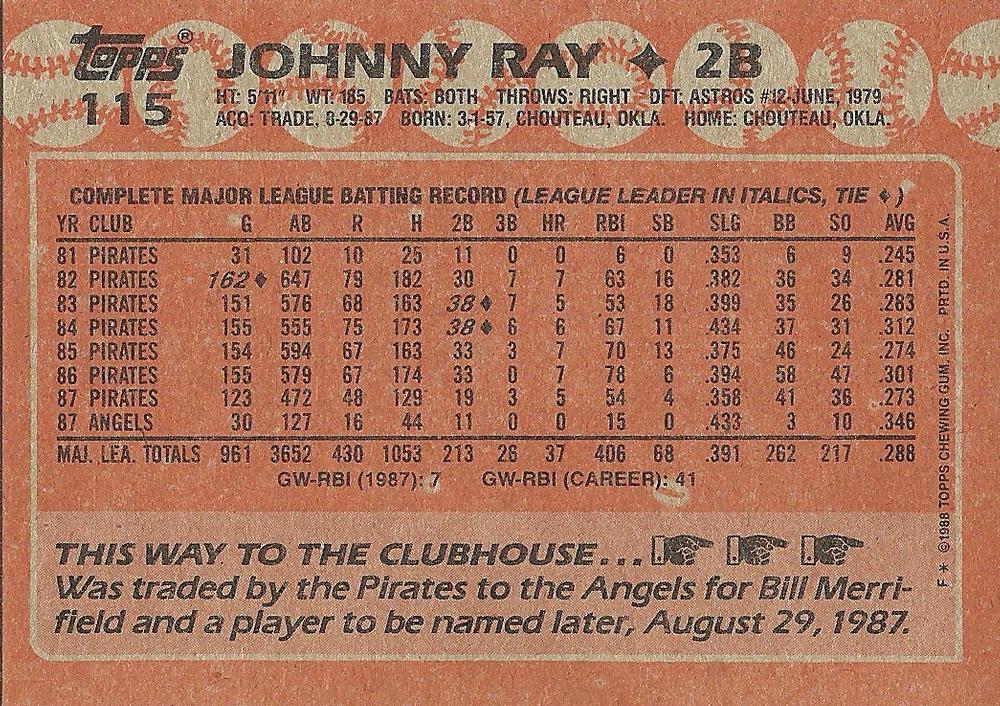 topps® JOHNNY RAY ♦ 2B
115 HT: 5'11" WT: 185 BATS: BOTH THROWS: RIGHT DFT: ASTROS #12-JUNE, 1979
ACQ: TRADE, 8-29-87 BORN: 3-1-57, CHOUTEAU, OKLA. HOME: CHOUTEAU, OKLA.
COMPLETE MAJOR LEAGUE BATTING RECORD (LEAGUE LEADER IN ITALICS, TIE ♦)
YR CLUB G AB R H 2B 3B HR RBI SB SLG BB SO AVG
81 PIRATES 31 102 10 25 11 0 0 6 0 .353 6 9 .245
82 PIRATES 162♦ 647 79 182 30 7 7 63 16 .382 36 34 .281
83 PIRATES 151 576 68 163 38♦ 7 5 53 18 .399 35 26 .283
84 PIRATES 155 555 75 173 38♦ 6 6 67 11 .434 37 31 .312
85 PIRATES 154 594 67 163 33 3 7 70 13 .375 46 24 .274
86 PIRATES 155 579 67 174 33 0 7 78 6 .394 58 47 .301
87 PIRATES 123 472 48 129 19 3 5 54 4 .358 41 36 .273
87 ANGELS 30 127 16 44 11 0 0 15 0 .433 3 10 .346
MAJ. LEA. TOTALS 961 3652 430 1053 213 26 37 406 68 .391 262 217 .288
GW-RBI (1987): 7 GW-RBI (CAREER): 41
THIS WAY TO THE CLUBHOUSE...
Was traded by the Pirates to the Angels for Bill Merri-
field and a player to be named later, August 29, 1987.
F* ©1988 TOPPS CHEWING GUM, INC. PRTD. IN U.S.A.